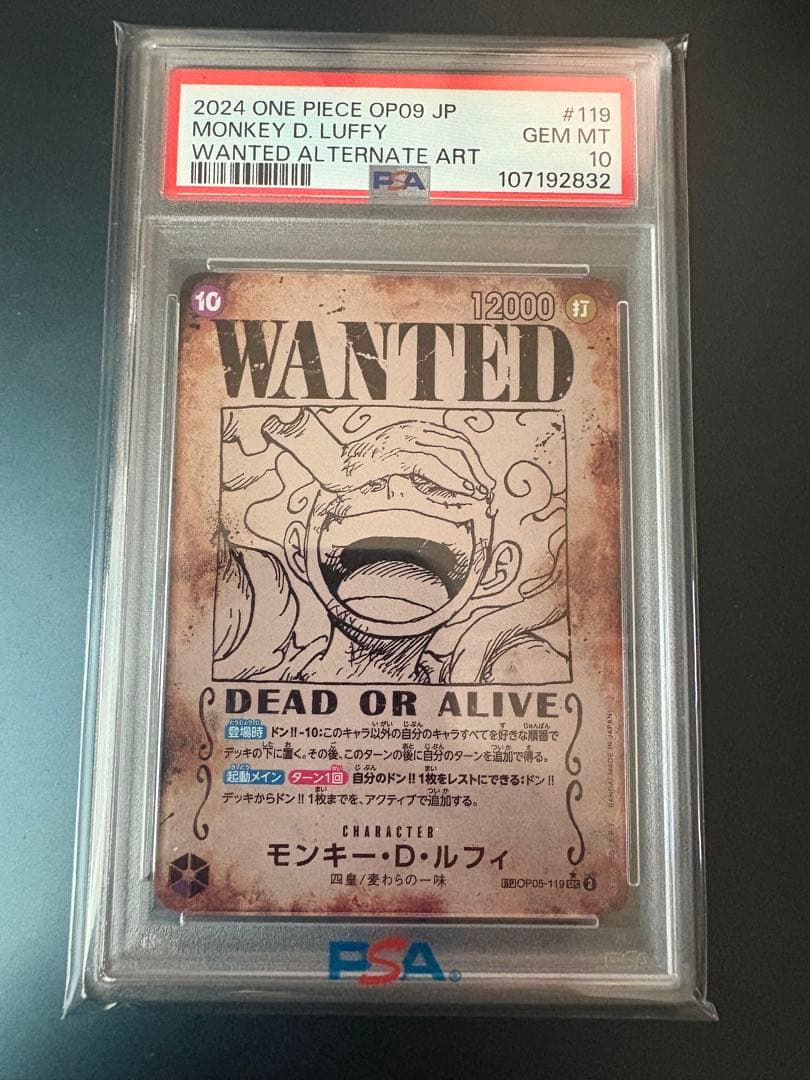 2024 ONE PIECE OP09 JP #119
MONKEY D. LUFFY GEM MT
WANTED ALTERNATE ART 10
PSA 107192832
10 12000 打
WANTED
DEAD OR ALIVE
登場時 ドン!!-10:このキャラ以外の自分のキャラすべてを好きな順番で
デッキの下に置く。その後、このターンの後に自分のターンを追加で得る。
起動メイン ターン1回 自分のドン!!1枚をレストにできる:ドン!!
デッキからドン!!1枚までを、アクティブで追加する。
CHARACTER
モンキー・D・ルフィ
四皇/麦わらの一味
SP OP05-119 SEC 2
BANDAI MADE IN JAPAN
PSA